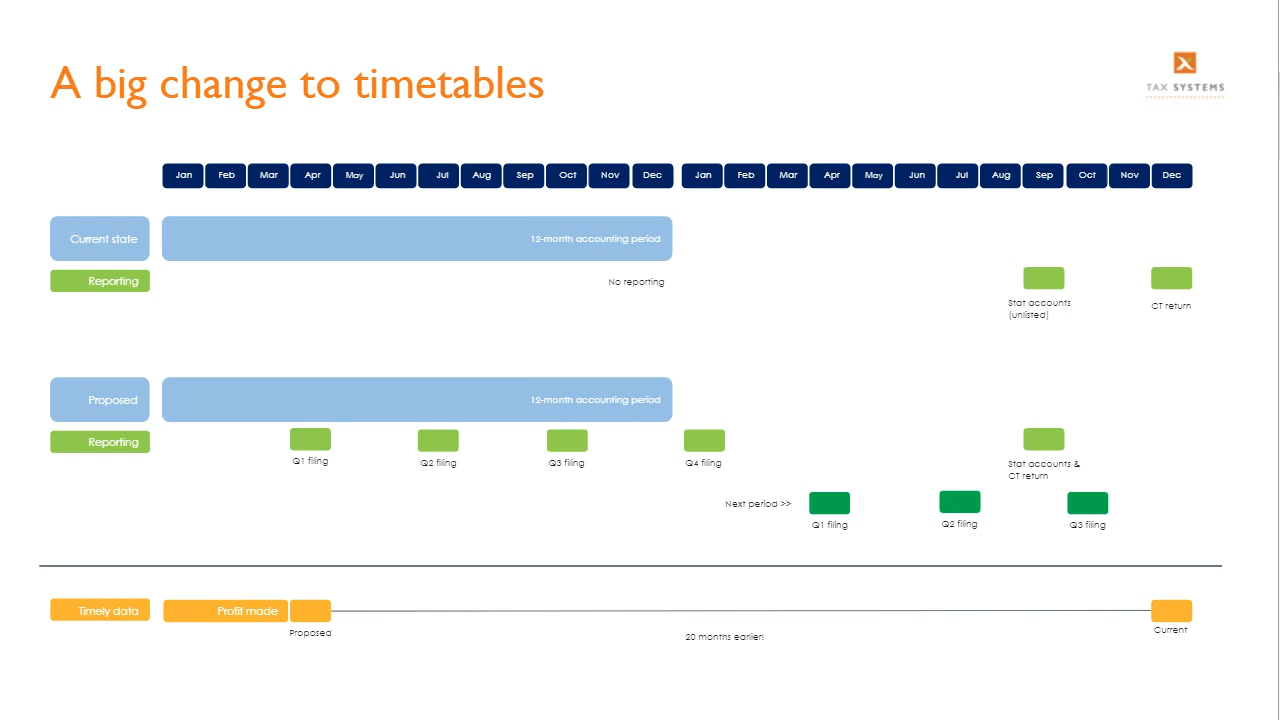 A big change to timetables
TAX SYSTEMS
Jan Feb Mar Apr May Jun Jul Aug Sep Oct Nov Dec Jan Feb Mar Apr May Jun Jul Aug Sep Oct Nov Dec
Current state
12-month accounting period
Reporting
No reporting
Stat accounts
(unlisted)
CT return
Proposed
12-month accounting period
Reporting
Q1 filing
Q2 filing
Q3 filing
Q4 filing
Stat accounts &
CT return
Next period >>
Q1 filing
Q2 filing
Q3 filing
Timely data
Profit made
Proposed
20 months earlier!
Current